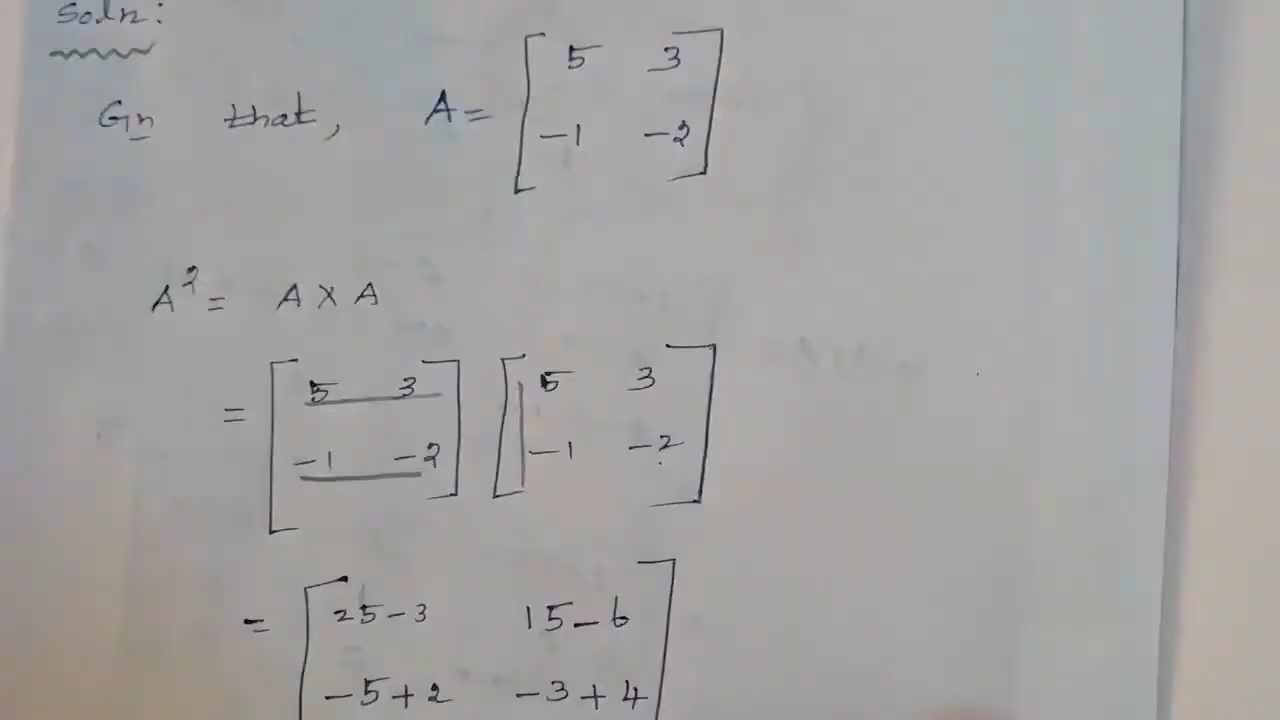 Soln:
Gn that, A = [ 5 3
-1 -2 ]
A² = A X A
= [ 5 3
-1 -2 ] [ 5 3
-1 -2 ]
= [ 25-3 15-6
-5+2 -3+4